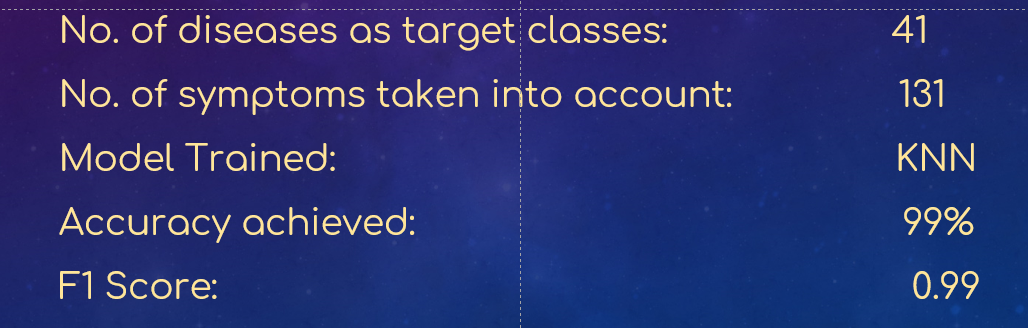 No. of diseases as target classes: 41
No. of symptoms taken into account: 131
Model Trained: KNN
Accuracy achieved: 99%
F1 Score: 0.99